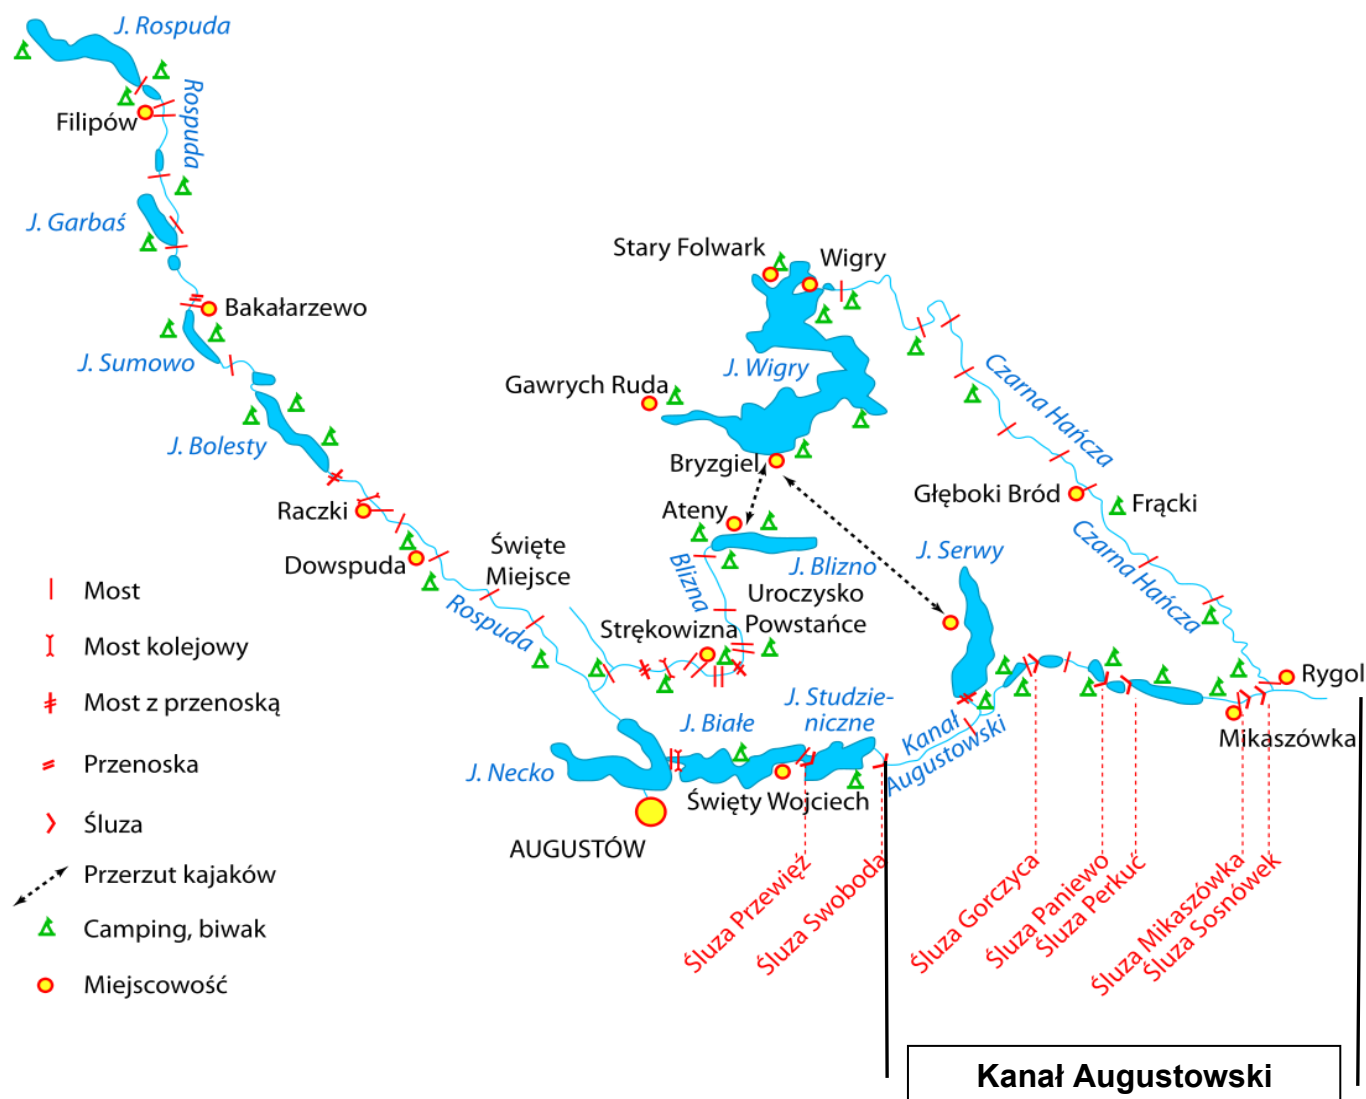 J. Rospuda
Rospuda
Filipów
J. Garbaś
Bakałarzewo
J. Sumowo
J. Bolesty
Raczki
Dowspuda
Rospuda
Święte
Miejsce
Stary Folwark
Wigry
J. Wigry
Gawrych Ruda
Bryzgiel
Ateny
J. Blizno
Blizna
Uroczysko
Powstańce
Strękowizna
Czarna Hańcza
Głęboki Bród
Frącki
Czarna Hańcza
J. Serwy
Rygol
Mikaszówka
J. Studzie-
niczne
J. Białe
J. Necko
Święty Wojciech
AUGUSTÓW
Kanał
Augustowski
Most
Most kolejowy
Most z przenoską
Przenoska
Śluza
Przerzut kajaków
Camping, biwak
Miejscowość
Śluza Przewięź
Śluza Swoboda
Śluza Gorczyca
Śluza Paniewo
Śluza Perkuć
Śluza Mikaszówka
Śluza Sosnówek
Kanał Augustowski